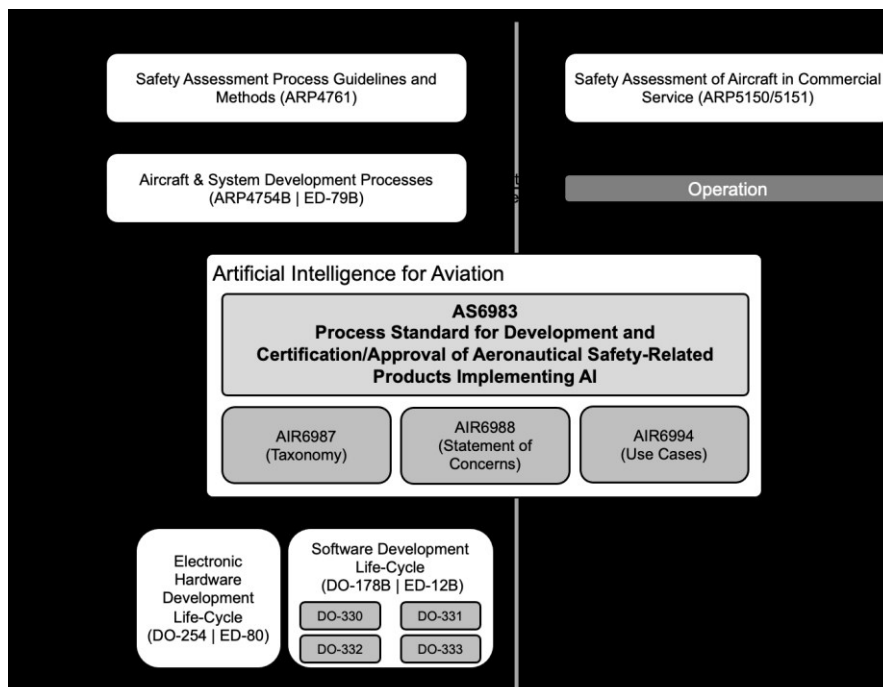 Safety Assessment Process Guidelines and
Methods (ARP4761)
Safety Assessment of Aircraft in Commercial
Service (ARP5150/5151)
Aircraft & System Development Processes
(ARP4754B | ED-79B)
Operation
Artificial Intelligence for Aviation
AS6983
Process Standard for Development and
Certification/Approval of Aeronautical Safety-Related
Products Implementing AI
AIR6987
(Taxonomy)
AIR6988
(Statement of
Concerns)
AIR6994
(Use Cases)
Electronic
Hardware
Development
Life-Cycle
(DO-254 | ED-80)
Software Development
Life-Cycle
(DO-178B | ED-12B)
DO-330
DO-331
DO-332
DO-333